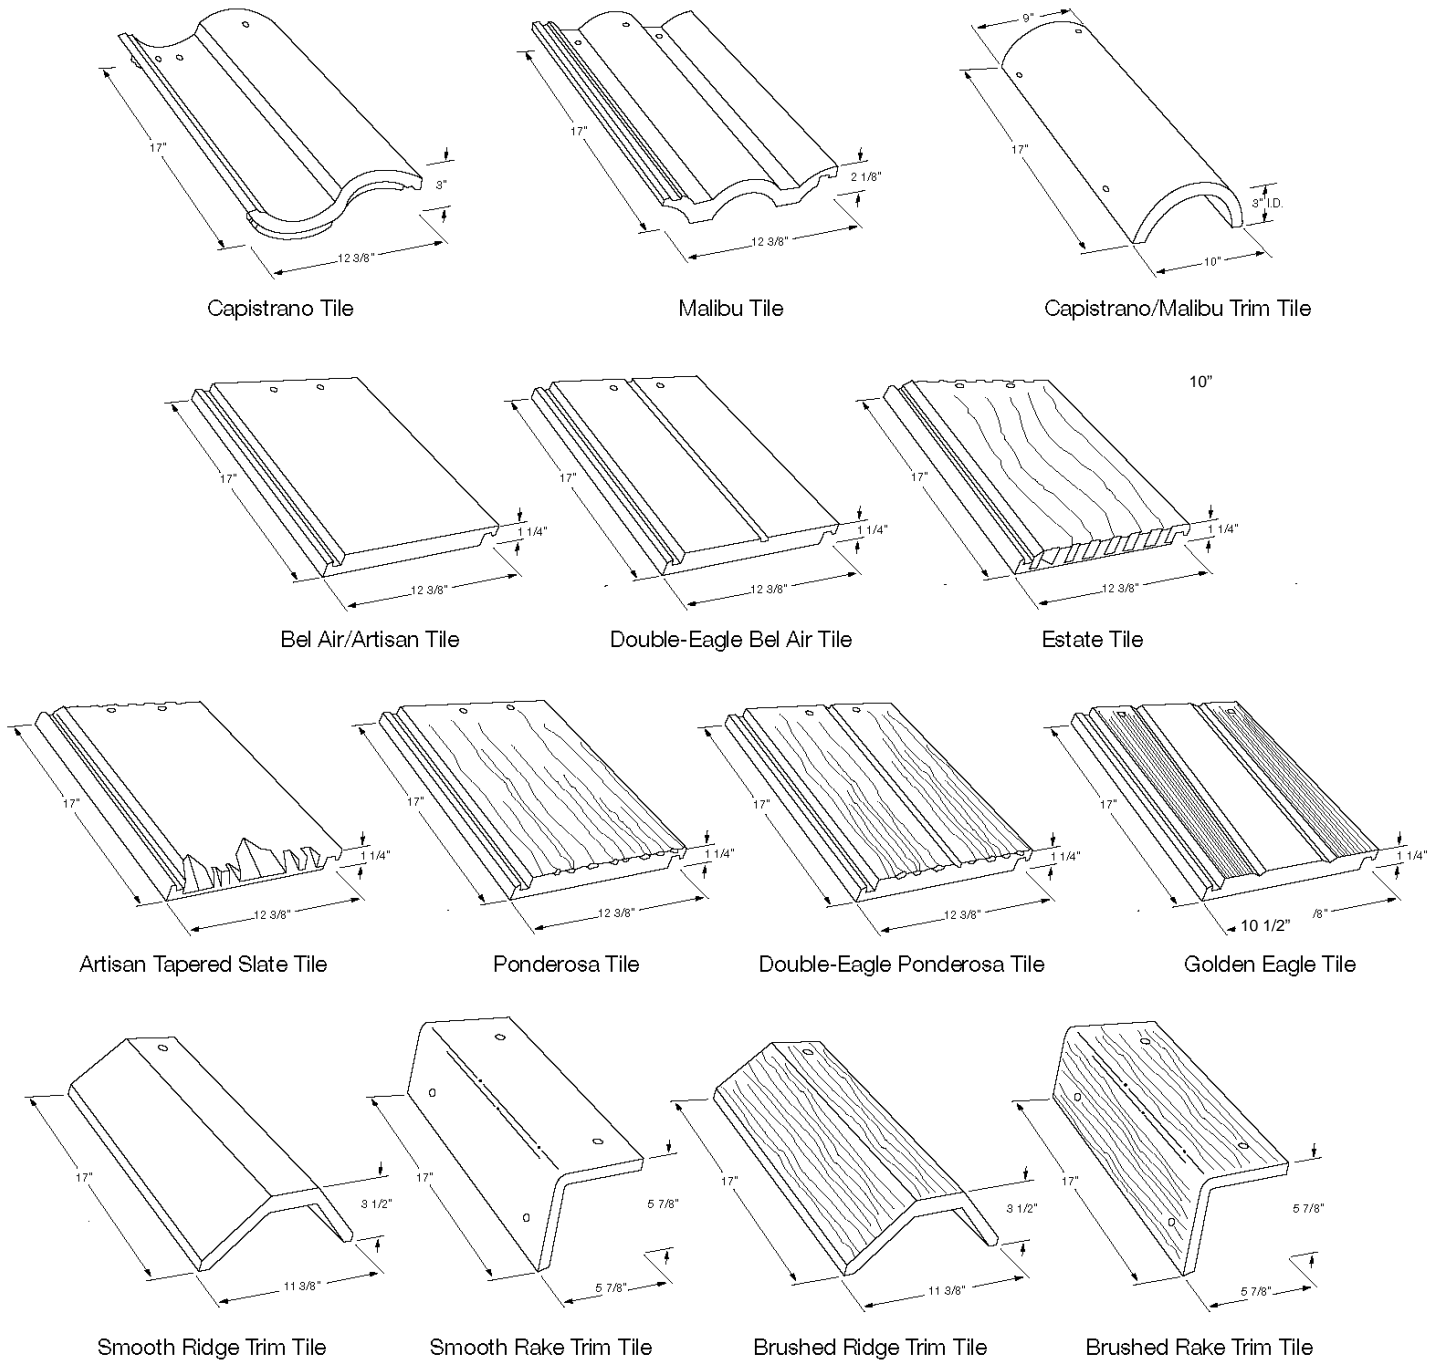 9"
17"
3"
12 3/8"
17"
2 1/8"
12 3/8"
17"
3" I.D.
10"
Capistrano Tile
Malibu Tile
Capistrano/Malibu Trim Tile
10”
17"
1 1/4"
12 3/8"
17"
1 1/4"
12 3/8"
17"
1 1/4"
12 3/8"
Bel Air/Artisan Tile
Double-Eagle Bel Air Tile
Estate Tile
17"
1 1/4"
12 3/8"
17"
1 1/4"
12 3/8"
17"
1 1/4"
12 3/8"
17"
1 1/4"
10 1/2” /8"
Artisan Tapered Slate Tile
Ponderosa Tile
Double-Eagle Ponderosa Tile
Golden Eagle Tile
17"
3 1/2"
11 3/8"
17"
5 7/8"
5 7/8"
17"
3 1/2"
11 3/8"
17"
5 7/8"
5 7/8"
Smooth Ridge Trim Tile
Smooth Rake Trim Tile
Brushed Ridge Trim Tile
Brushed Rake Trim Tile